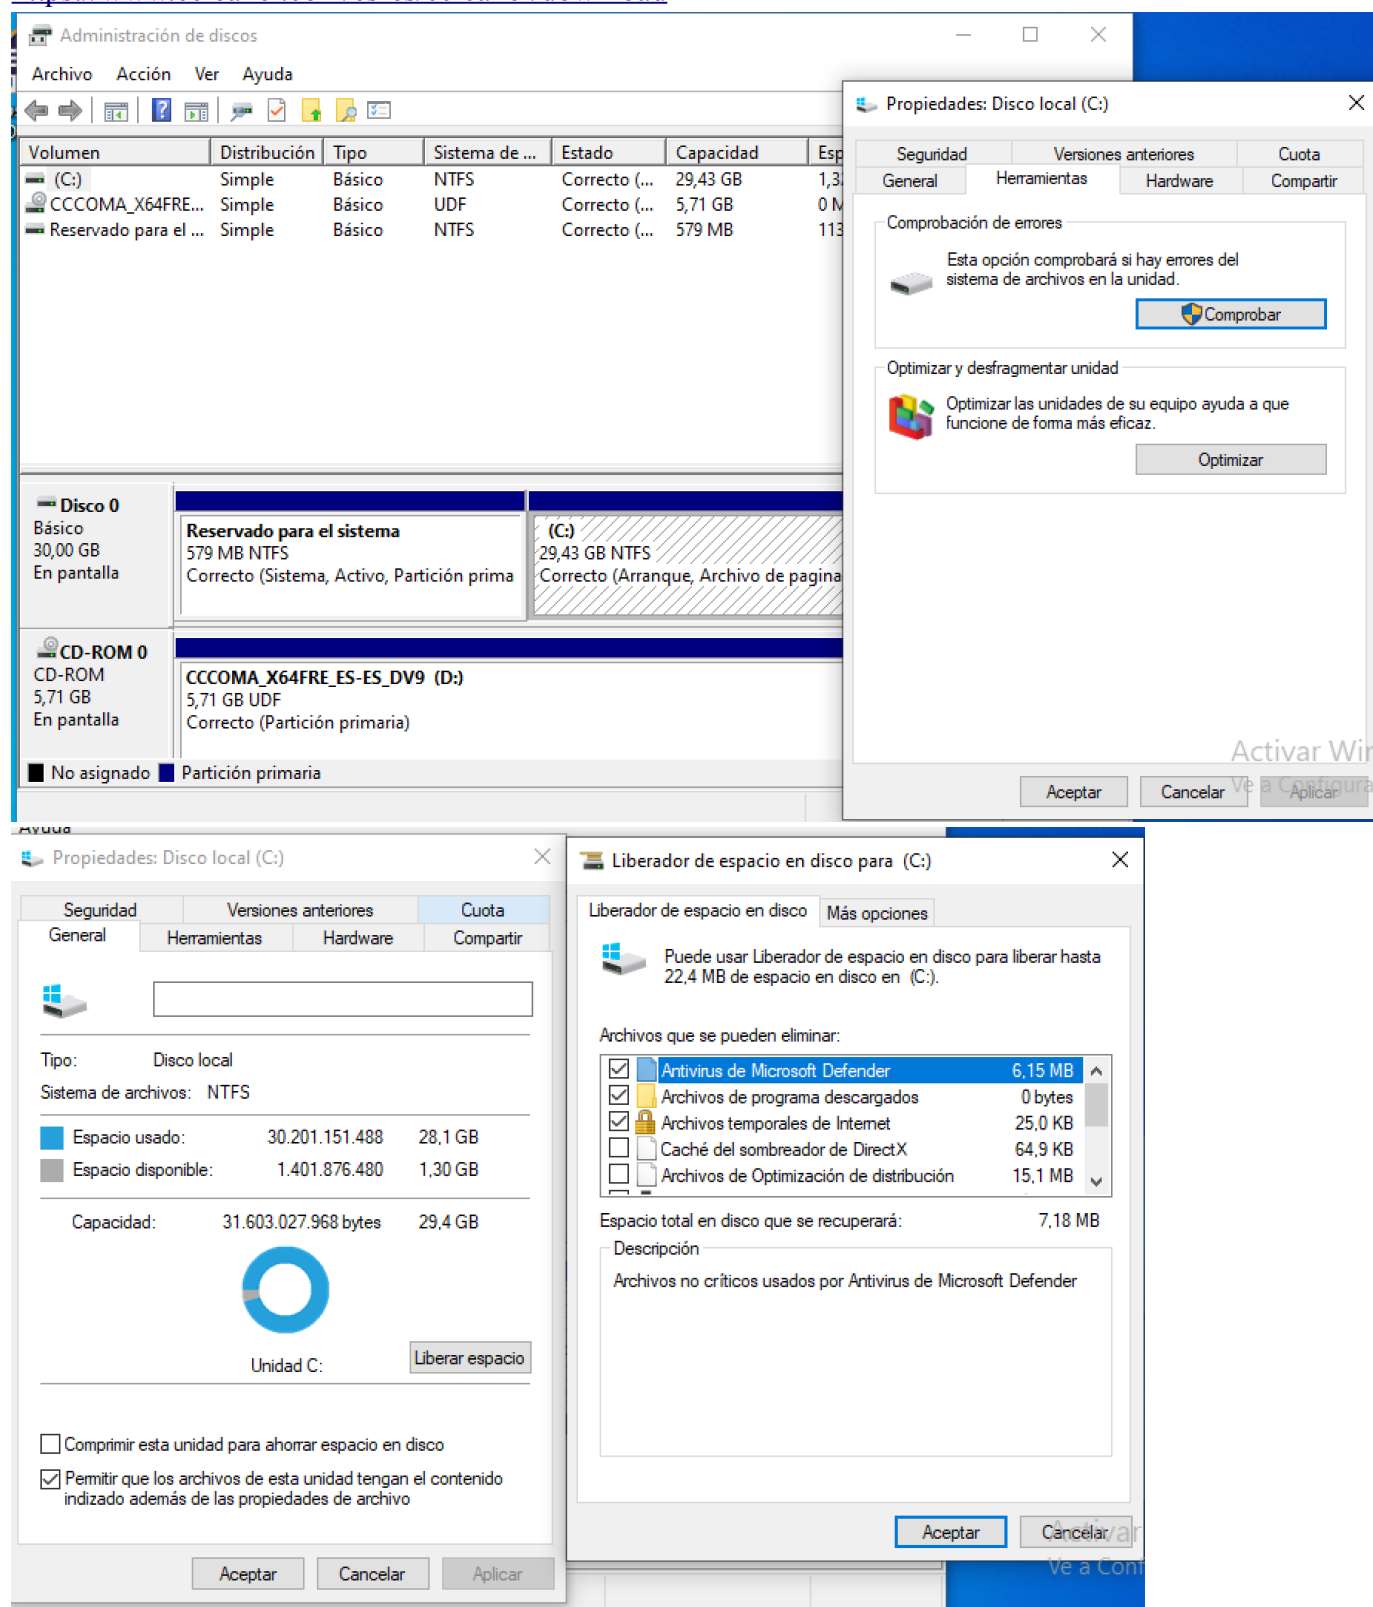 Administración de discos
Archivo Acción Ver Ayuda
Volumen Distribución Tipo Sistema de ... Estado Capacidad Esp
(C:) Simple Básico NTFS Correcto (... 29,43 GB 1,3
CCCOMA_X64FRE... Simple Básico UDF Correcto (... 5,71 GB 0 M
Reservado para el ... Simple Básico NTFS Correcto (... 579 MB 113
Disco 0
Básico
30,00 GB
En pantalla
Reservado para el sistema
579 MB NTFS
Correcto (Sistema, Activo, Partición prima
(C:)
29,43 GB NTFS
Correcto (Arranque, Archivo de pagina
CD-ROM 0
CD-ROM
5,71 GB
En pantalla
CCCOMA_X64FRE_ES-ES_DV9 (D:)
5,71 GB UDF
Correcto (Partición primaria)
No asignado Partición primaria
Propiedades: Disco local (C:)
Seguridad Versiones anteriores Cuota
General Herramientas Hardware Compartir
Comprobación de errores
Esta opción comprobará si hay errores del
sistema de archivos en la unidad.
Comprobar
Optimizar y desfragmentar unidad
Optimizar las unidades de su equipo ayuda a que
funcione de forma más eficaz.
Optimizar
Activar Wir
Ve a Configura
Aceptar Cancelar Aplicar
Ayuda
Propiedades: Disco local (C:)
Seguridad Versiones anteriores Cuota
General Herramientas Hardware Compartir
Tipo: Disco local
Sistema de archivos: NTFS
Espacio usado: 30.201.151.488 28,1 GB
Espacio disponible: 1.401.876.480 1,30 GB
Capacidad: 31.603.027.968 bytes 29,4 GB
Unidad C:
Liberar espacio
Comprimir esta unidad para ahorrar espacio en disco
Permitir que los archivos de esta unidad tengan el contenido
indizado además de las propiedades de archivo
Aceptar Cancelar Aplicar
Liberador de espacio en disco para (C:)
Liberador de espacio en disco Más opciones
Puede usar Liberador de espacio en disco para liberar hasta
22,4 MB de espacio en disco en (C:).
Archivos que se pueden eliminar:
Antivirus de Microsoft Defender 6,15 MB
Archivos de programa descargados 0 bytes
Archivos temporales de Internet 25,0 KB
Caché del sombreador de DirectX 64,9 KB
Archivos de Optimización de distribución 15,1 MB
Espacio total en disco que se recuperará: 7,18 MB
Descripción
Archivos no críticos usados por Antivirus de Microsoft Defender
Aceptar Cancelar
Activar
Ve a Conf